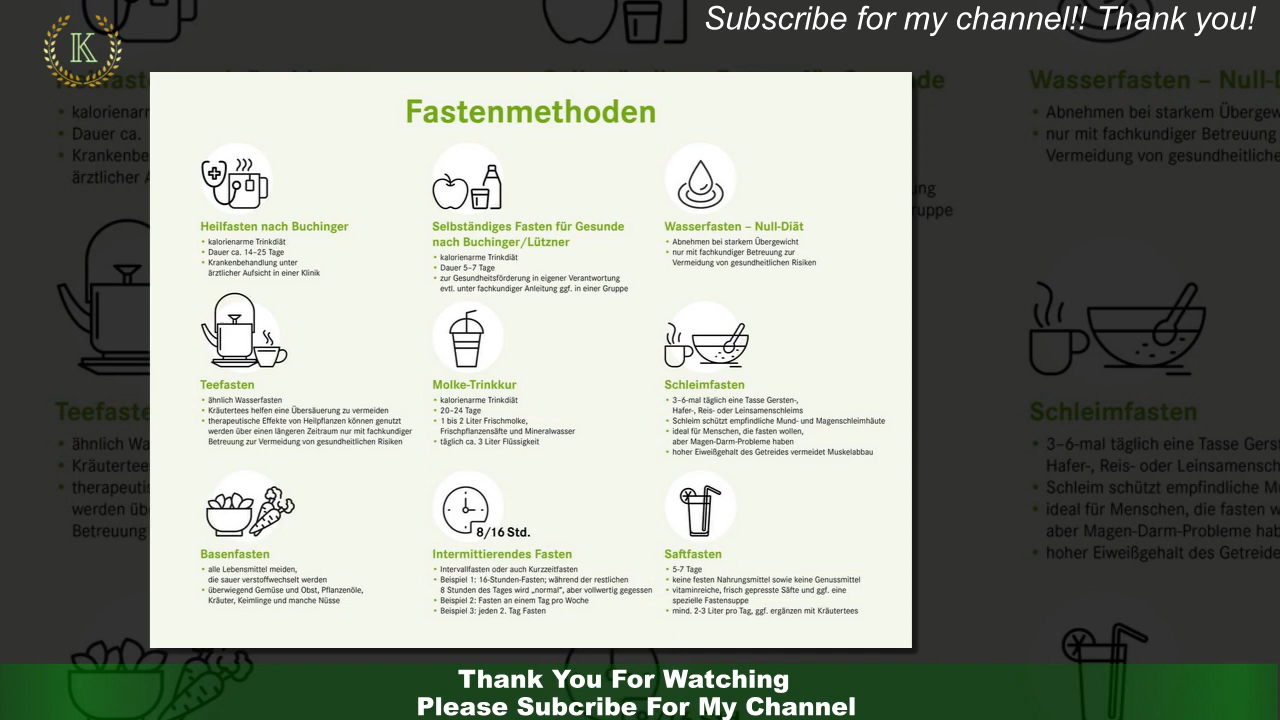 Subscribe for my channel!! Thank you!
K
Fastenmethoden
Heilfasten nach Buchinger
• kalorienarme Trinkdiät
• Dauer ca. 14–25 Tage
• Krankenbehandlung unter
ärztlicher Aufsicht in einer Klinik
Selbständiges Fasten für Gesunde
nach Buchinger/Lützner
• kalorienarme Trinkdiät
• Dauer 5–7 Tage
• zur Gesundheitsförderung in eigener Verantwortung
evtl. unter fachkundiger Anleitung ggf. in einer Gruppe
Wasserfasten – Null-Diät
• Abnehmen bei starkem Übergewicht
• nur mit fachkundiger Betreuung zur
Vermeidung von gesundheitlichen Risiken
Teefasten
• ähnlich Wasserfasten
• Kräutertees helfen eine Übersäuerung zu vermeiden
• therapeutische Effekte von Heilpflanzen können genutzt
werden über einen längeren Zeitraum nur mit fachkundiger
Betreuung zur Vermeidung von gesundheitlichen Risiken
Molke-Trinkkur
• kalorienarme Trinkdiät
• 20–24 Tage
• 1 bis 2 Liter Frischmolke,
Frischpflanzensäfte und Mineralwasser
• täglich ca. 3 Liter Flüssigkeit
Schleimfasten
• 3–6-mal täglich eine Tasse Gersten-,
Hafer-, Reis- oder Leinsamenschleims
• Schleim schützt empfindliche Mund- und Magenschleimhäute
• ideal für Menschen, die fasten wollen,
aber Magen-Darm-Probleme haben
• hoher Eiweißgehalt des Getreides vermeidet Muskelabbau
Basenfasten
• alle Lebensmittel meiden,
die sauer verstoffwechselt werden
• überwiegend Gemüse und Obst, Pflanzenöle,
Kräuter, Keimlinge und manche Nüsse
8/16 Std.
Intermittierendes Fasten
• Intervallfasten oder auch Kurzzeitfasten
• Beispiel 1: 16-Stunden-Fasten; während der restlichen
8 Stunden des Tages wird „normal", aber vollwertig gegessen
• Beispiel 2: Fasten an einem Tag pro Woche
• Beispiel 3: jeden 2. Tag Fasten
Saftfasten
• 5-7 Tage
• keine festen Nahrungsmittel sowie keine Genussmittel
• vitaminreiche, frisch gepresste Säfte und ggf. eine
spezielle Fastensuppe
• mind. 2-3 Liter pro Tag, ggf. ergänzen mit Kräutertees
Thank You For Watching
Please Subcribe For My Channel